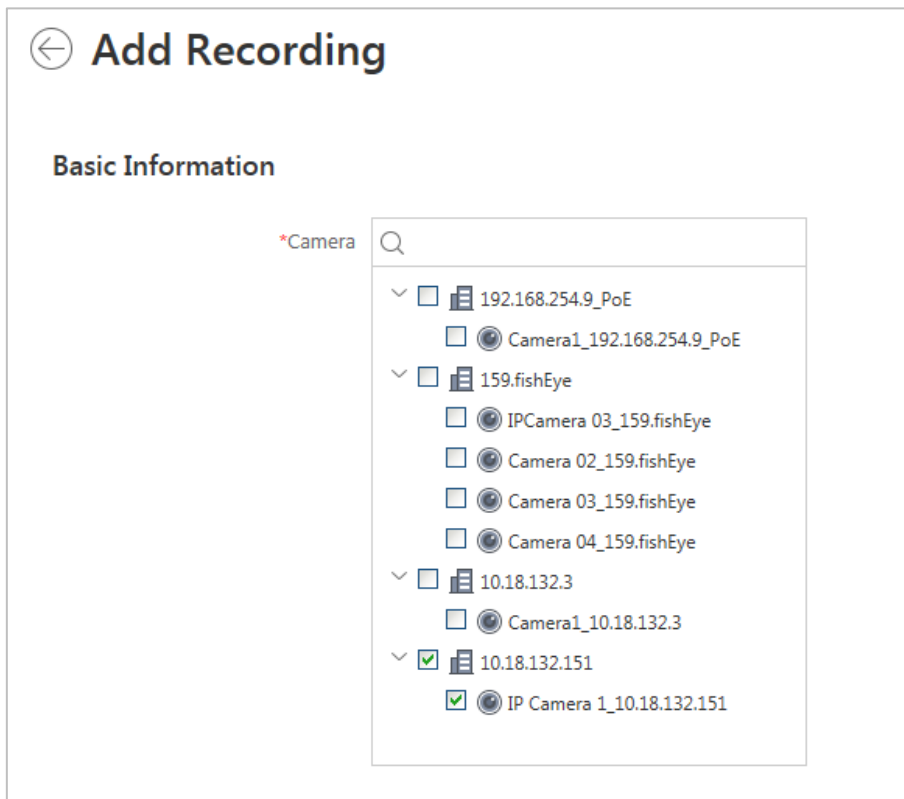 Add Recording
Basic Information
*Camera
192.168.254.9_PoE
Camera1_192.168.254.9_PoE
159.fishEye
IPCamera 03_159.fishEye
Camera 02_159.fishEye
Camera 03_159.fishEye
Camera 04_159.fishEye
10.18.132.3
Camera1_10.18.132.3
10.18.132.151
IP Camera 1_10.18.132.151